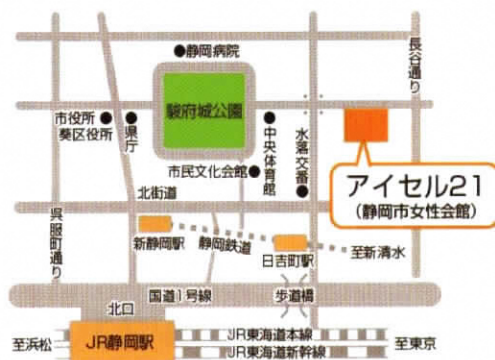 静岡病院
長谷通り
駿府城公園
市役所
葵区役所
県庁
中央体育館
水落交番
市民文化会館
アイセル21
(静岡市女性会館)
北街道
呉服町通り
新静岡駅
静岡鉄道
日吉町駅
至新清水
国道1号線
歩道橋
北口
至浜松
JR静岡駅
JR東海道本線
JR東海道新幹線
至東京